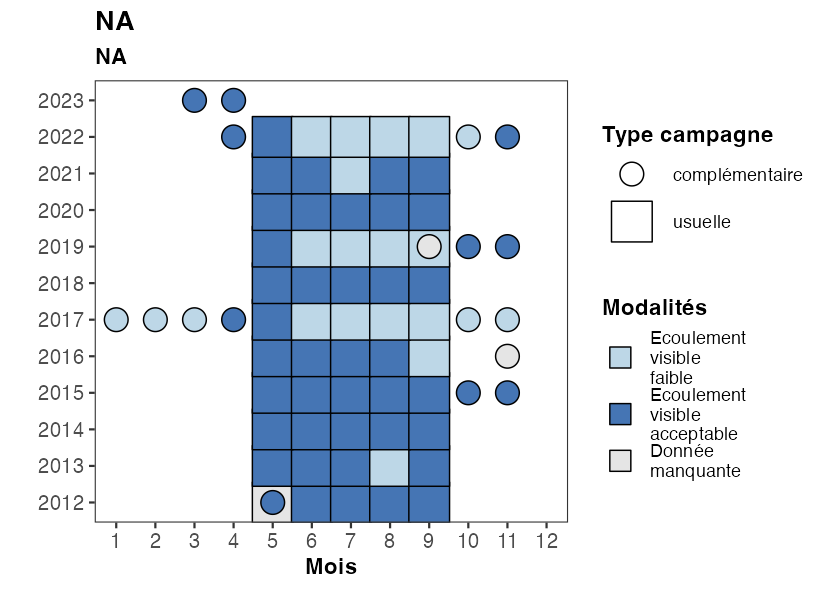 NA
NA
2023
2022
2021
2020
2019
2018
2017
2016
2015
2014
2013
2012
1 2 3 4 5 6 7 8 9 10 11 12
Mois
Type campagne
complémentaire
usuelle
Modalités
Ecoulement
visible
faible
Ecoulement
visible
acceptable
Donnée
manquante